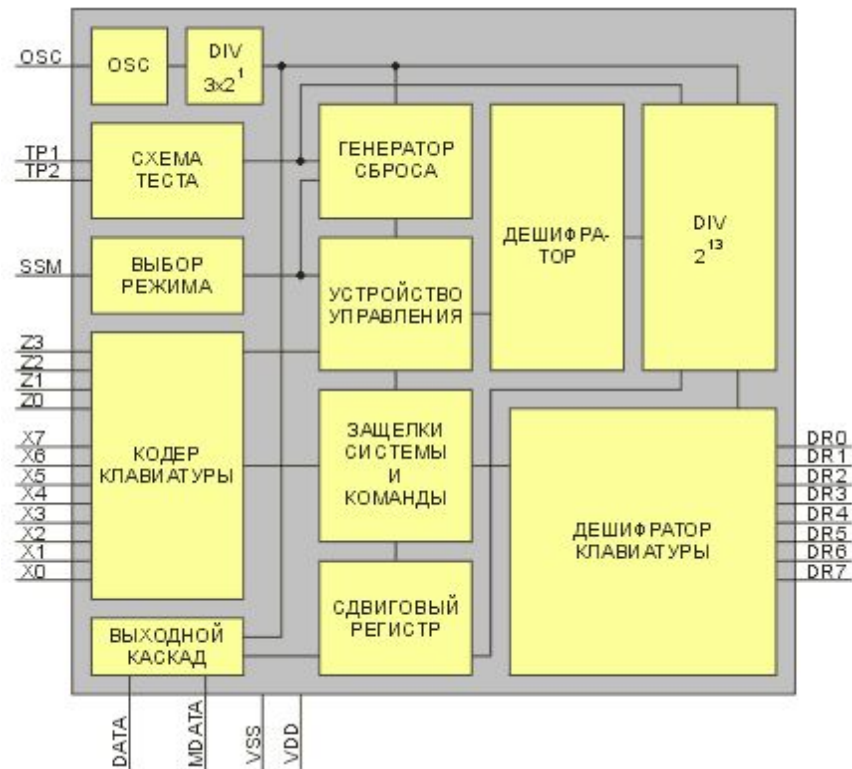 OSC
OSC
DIV
3x2¹
TP1
TP2
СХЕМА
ТЕСТА
ГЕНЕРАТОР
СБРОСА
ДЕШИФРА-
ТОР
DIV
2¹³
SSM
ВЫБОР
РЕЖИМА
УСТРОЙСТВО
УПРАВЛЕНИЯ
Z3
Z2
Z1
Z0
X7
X6
X5
X4
X3
X2
X1
X0
КОДЕР
КЛАВИАТУРЫ
ЗАЩЕЛКИ
СИСТЕМЫ
И
КОМАНДЫ
ДЕШИФРАТОР
КЛАВИАТУРЫ
DR0
DR1
DR2
DR3
DR4
DR5
DR6
DR7
СДВИГОВЫЙ
РЕГИСТР
ВЫХОДНОЙ
КАСКАД
DATA
MDATA
VSS
VDD